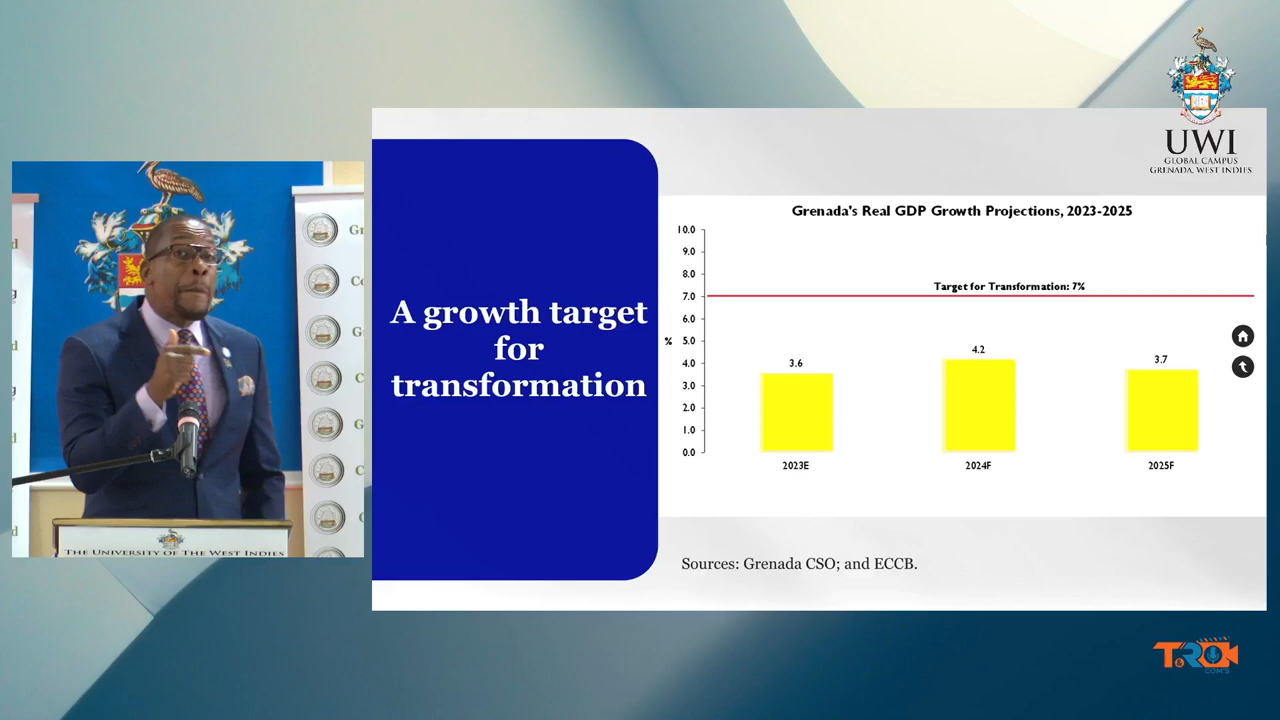 UWI
GLOBAL CAMPUS
GRENADA, WEST INDIES
A growth target
for
transformation
Grenada's Real GDP Growth Projections, 2023-2025
10.0
9.0
8.0
7.0
6.0
5.0
4.0
3.0
2.0
1.0
0.0
%
Target for Transformation: 7%
3.6
4.2
3.7
2023E
2024F
2025F
Sources: Grenada CSO; and ECCB.
THE UNIVERSITY OF THE WEST INDIES
T&RO
COM'S